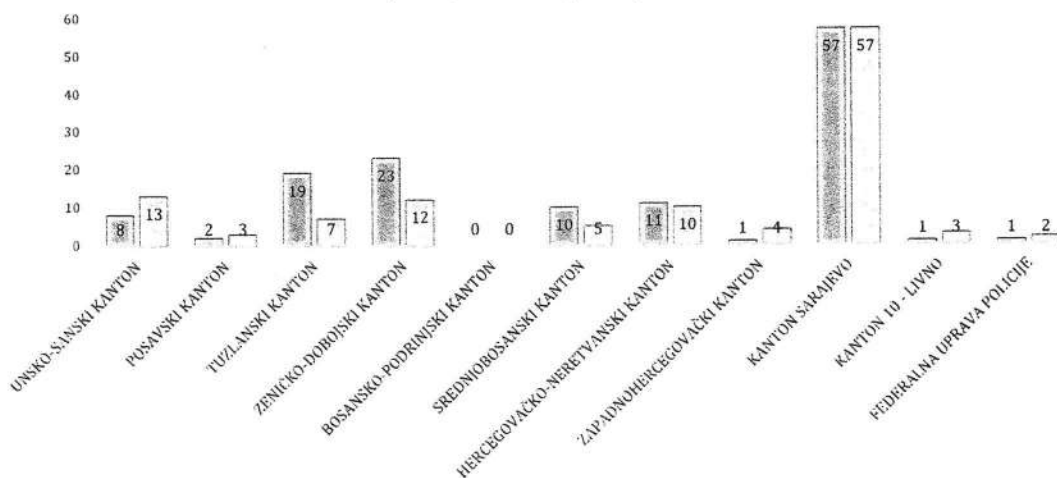 60
50
40
30
20
10
0
8 13
2 3
19 7
23 12
0 0
10 5
11 10
1 4
57 57
1 3
1 2
UNSKO-SANSKI KANTON
POSAVSKI KANTON
TUZLANSKI KANTON
ZENIČKO-DOBOJSKI KANTON
BOSANSKO-PODRINJSKI KANTON
SREDNJOBOSANSKI KANTON
HERCEGOVAČKO-NERETVANSKI KANTON
ZAPADNOHERCEGOVAČKI KANTON
KANTON SARAJEVO
KANTON 10 - LIVNO
FEDERALNA UPRAVA POLICIJE